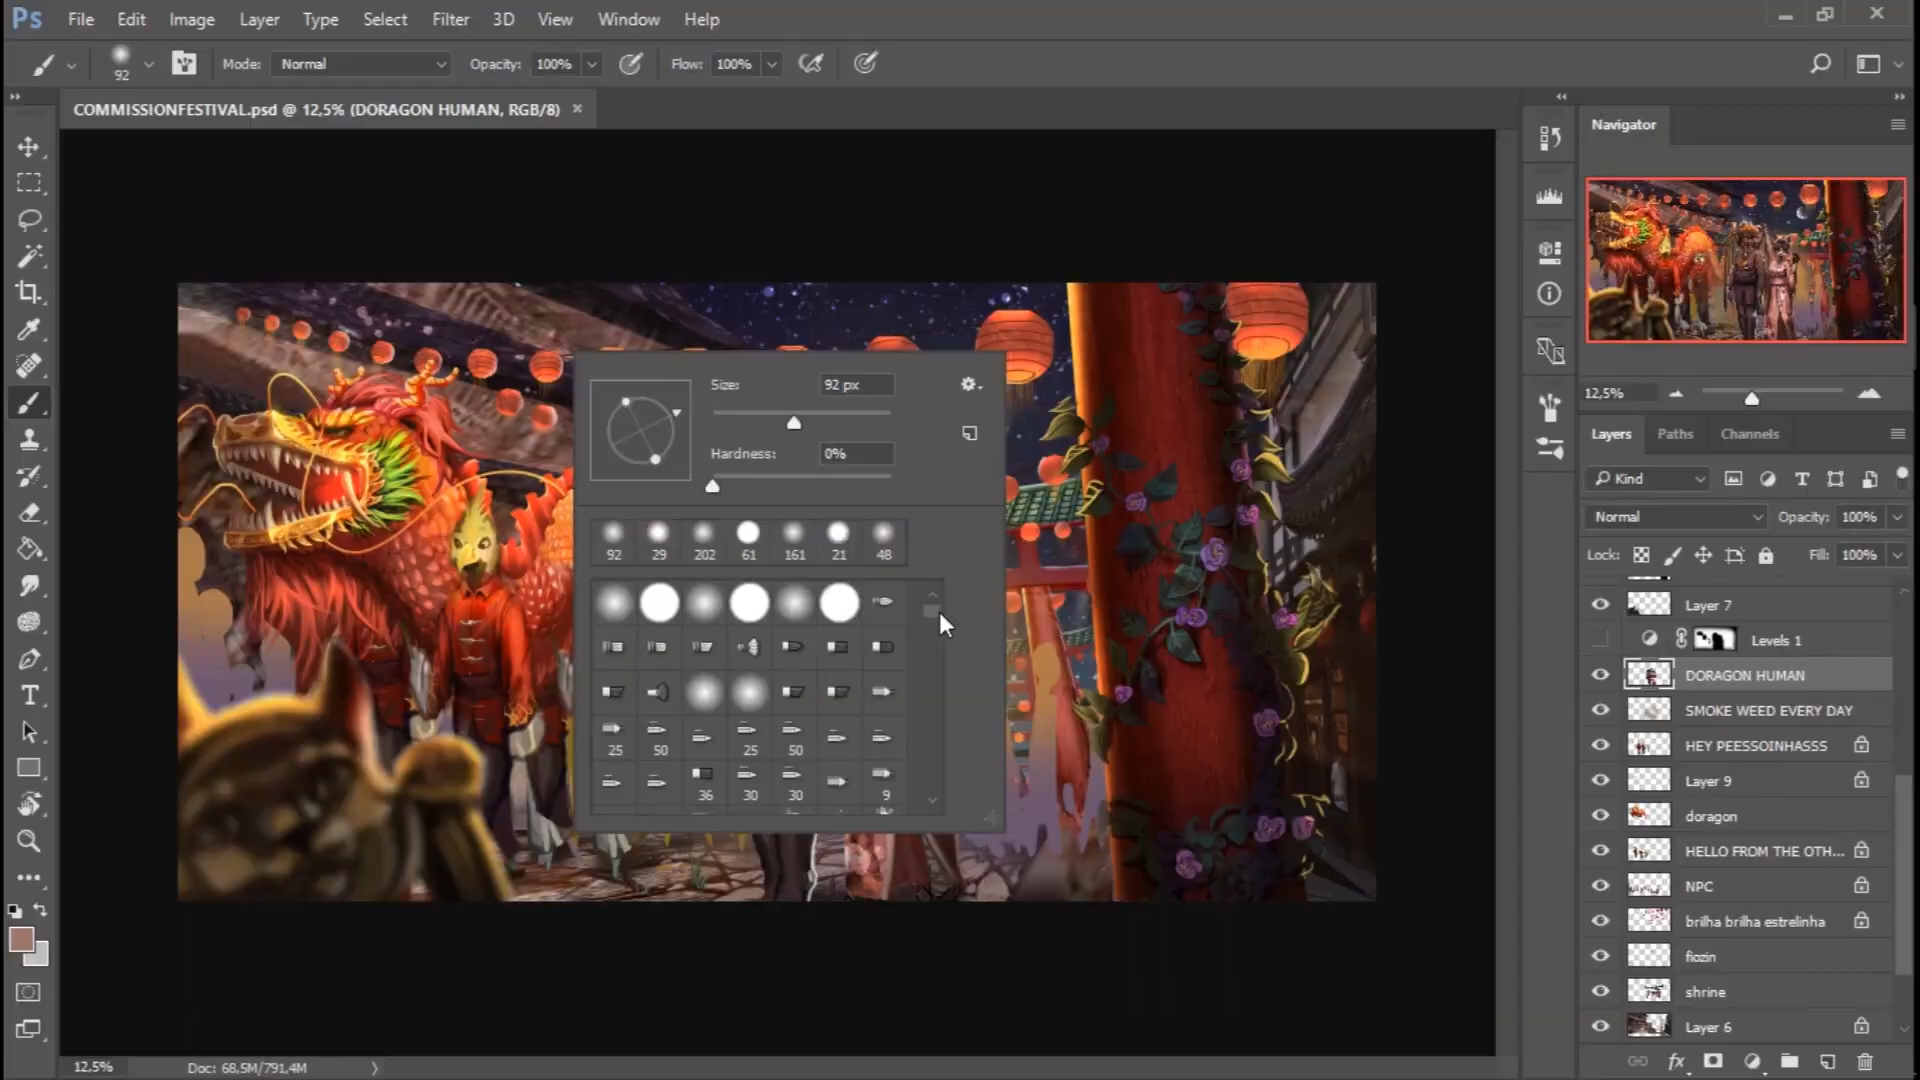 Ps File Edit Image Layer Type Select Filter 3D View Window Help
92 Mode: Normal Opacity: 100% Flow: 100%
COMMISSIONFESTIVAL.psd @ 12,5% (DORAGON HUMAN, RGB/8) ×
Navigator
12,5%
Size: 92 px
Hardness: 0%
92 29 202 61 161 21 48
25 50 25 50
36 30 30 9
Layers Paths Channels
Kind
Normal Opacity: 100%
Lock: Fill: 100%
Layer 7
Levels 1
DORAGON HUMAN
SMOKE WEED EVERY DAY
HEY PEESSOINHASSS
Layer 9
doragon
HELLO FROM THE OTH...
NPC
brilha brilha estrelinha
fiozin
shrine
Layer 6
fx
12,5% Doc: 68,5M/791,4M